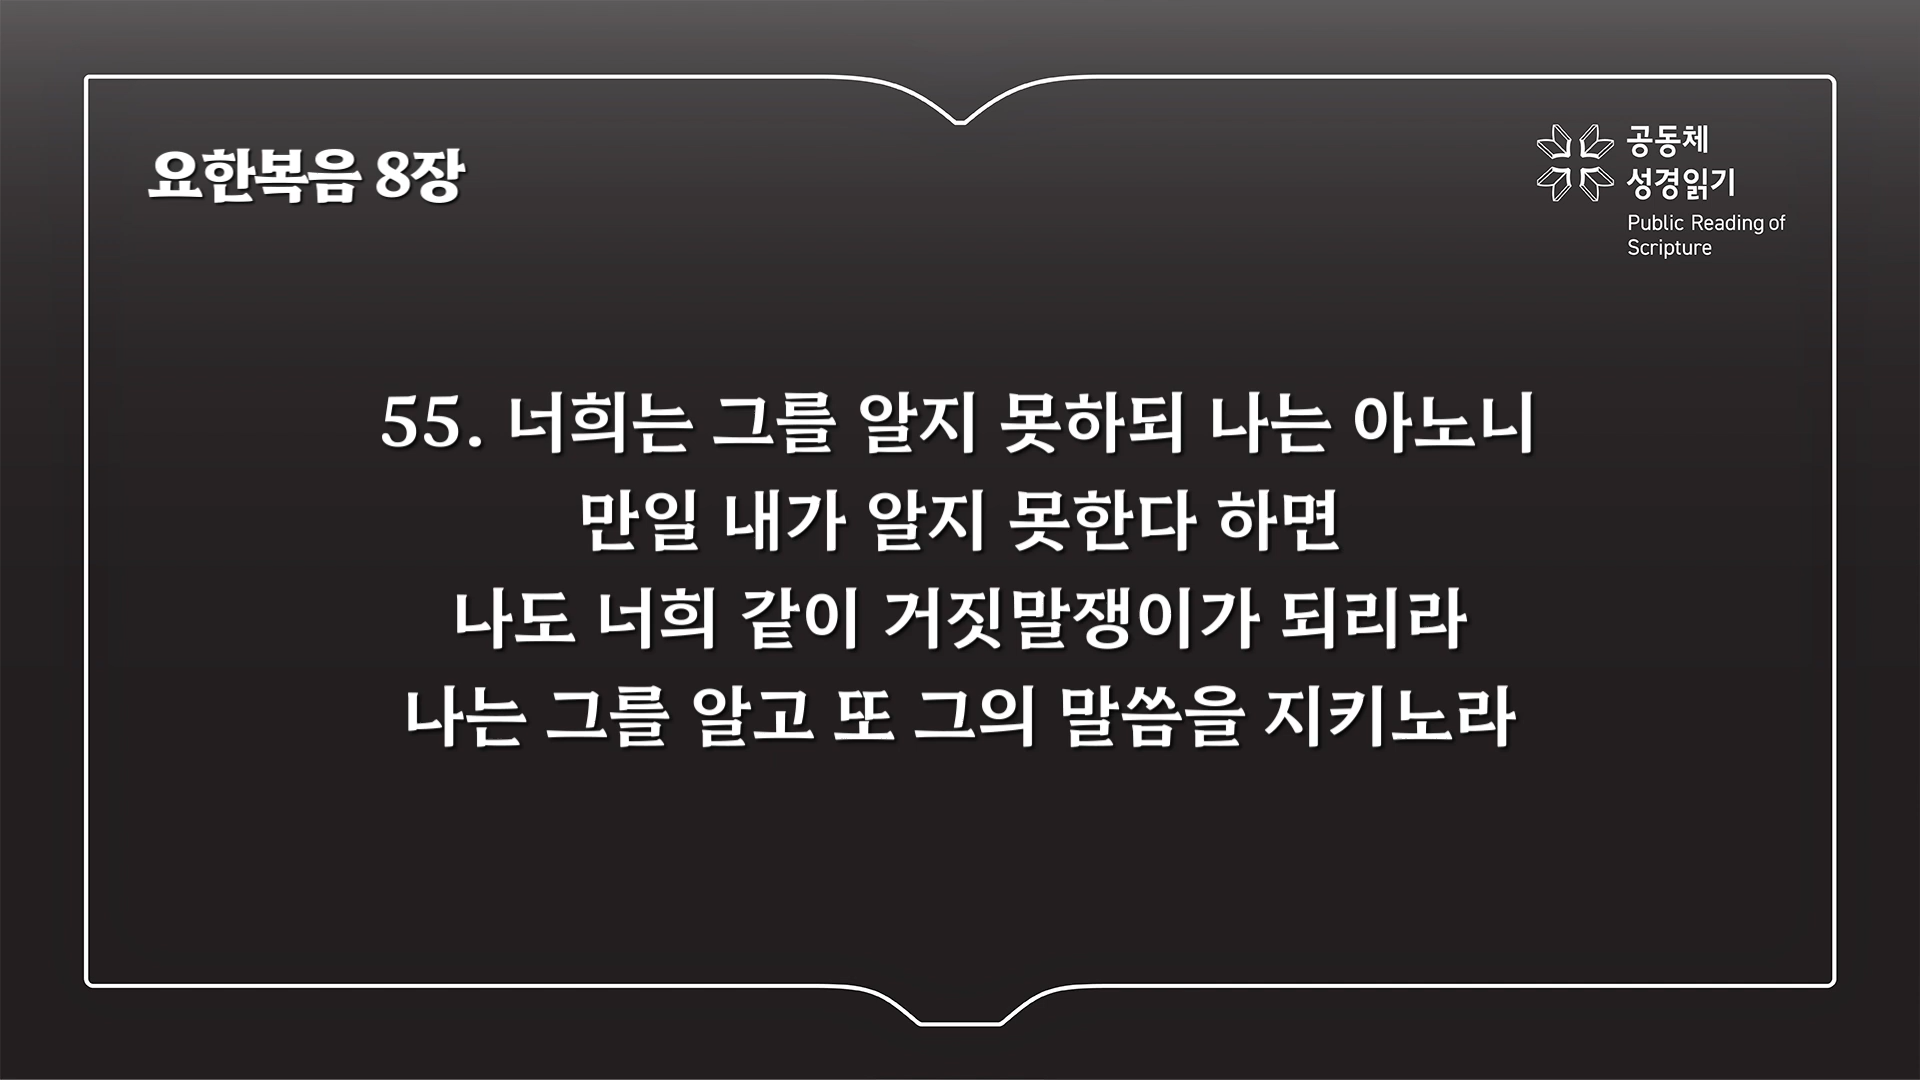 요한복음 8장
공동체
성경읽기
Public Reading of
Scripture
55. 너희는 그를 알지 못하되 나는 아노니
만일 내가 알지 못한다 하면
나도 너희 같이 거짓말쟁이가 되리라
나는 그를 알고 또 그의 말씀을 지키노라